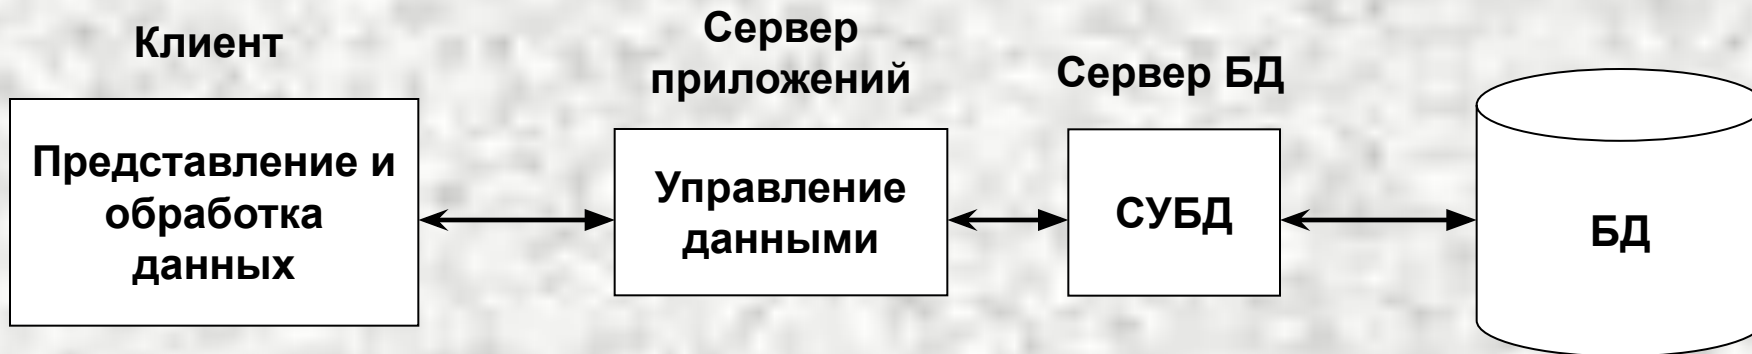 Клиент
Представление и
обработка
данных
Сервер
приложений
Управление
данными
Сервер БД
СУБД
БД